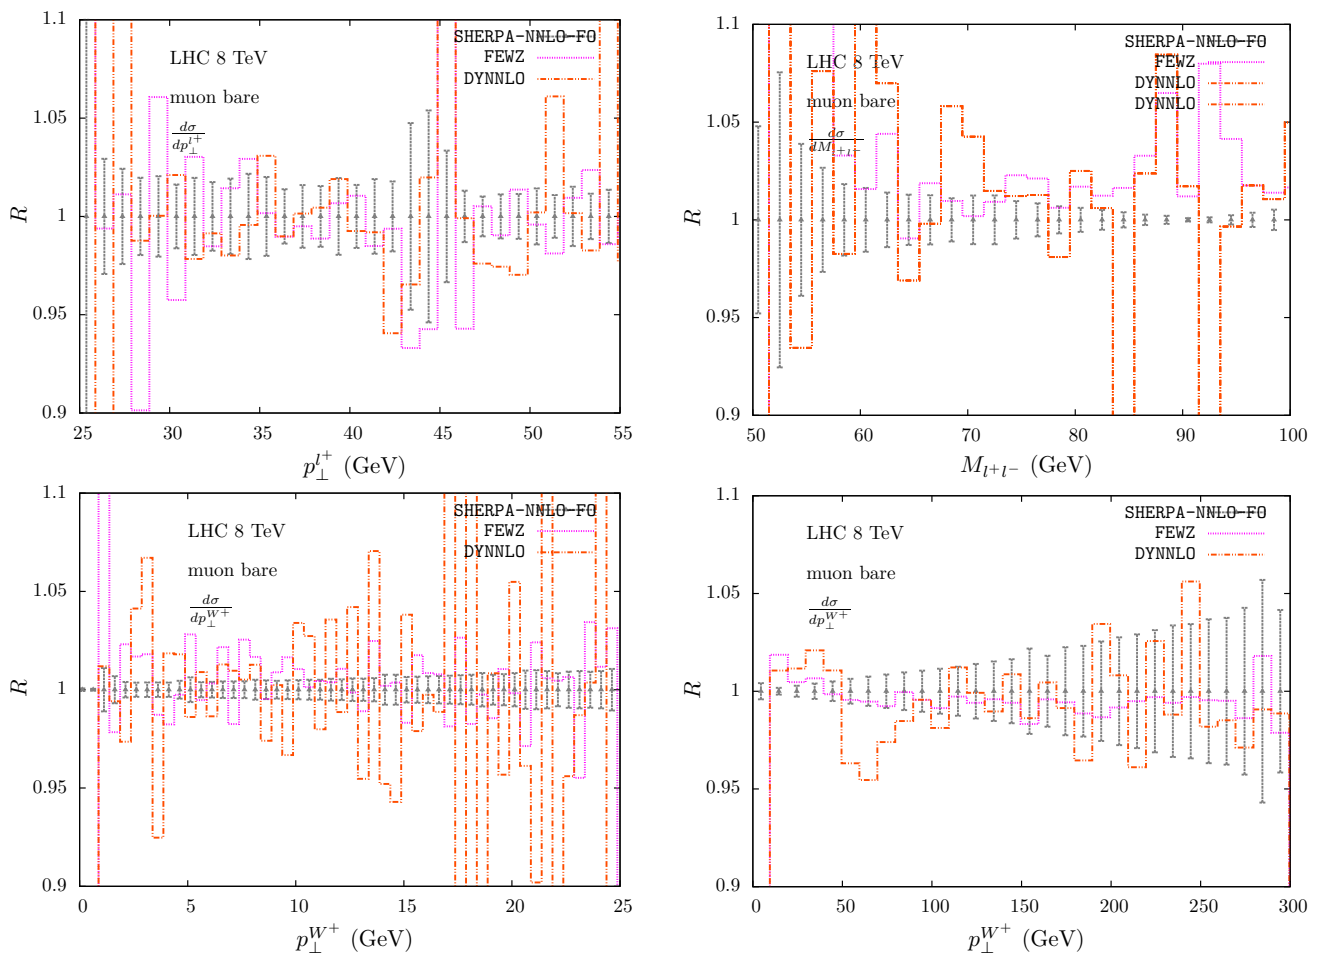 1.1
1.05
1
0.95
0.9
R
LHC 8 TeV
muon bare
dσ
dp⊥^l+
SHERPA-NNLO-FO
FEWZ
DYNNLO
25 30 35 40 45 50 55
p⊥^l+ (GeV)
1.1
1.05
1
0.95
0.9
R
LHC 8 TeV
muon bare
dσ
dM_l+l−
SHERPA-NNLO-FO
FEWZ
DYNNLO
DYNNLO
50 60 70 80 90 100
M_l+l− (GeV)
1.1
1.05
1
0.95
0.9
R
LHC 8 TeV
muon bare
dσ
dp⊥^W+
SHERPA-NNLO-FO
FEWZ
DYNNLO
0 5 10 15 20 25
p⊥^W+ (GeV)
1.1
1.05
1
0.95
0.9
R
LHC 8 TeV
muon bare
dσ
dp⊥^W+
SHERPA-NNLO-FO
FEWZ
DYNNLO
0 50 100 150 200 250 300
p⊥^W+ (GeV)